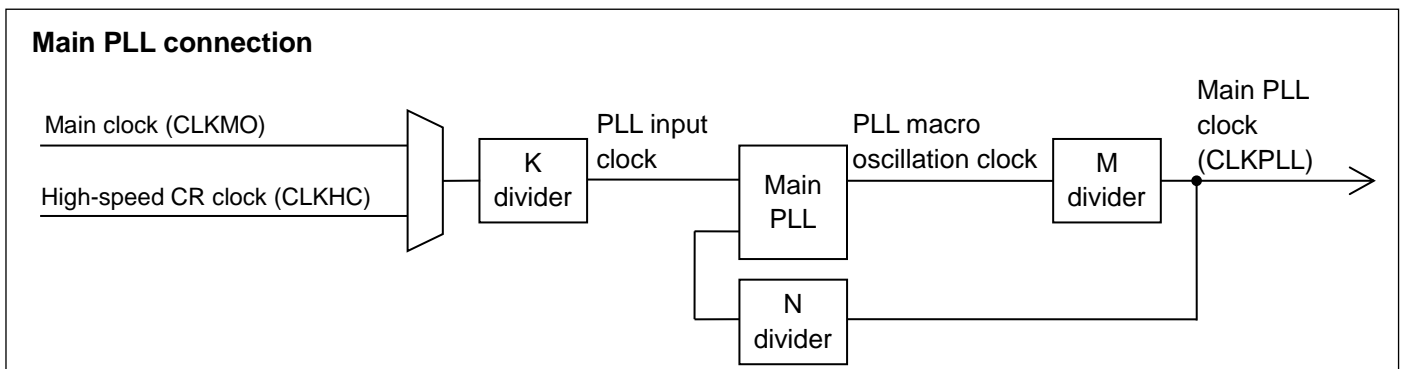 Main PLL connection
Main clock (CLKMO)
High-speed CR clock (CLKHC)
K
divider
PLL input
clock
Main
PLL
PLL macro
oscillation clock
M
divider
Main PLL
clock
(CLKPLL)
N
divider